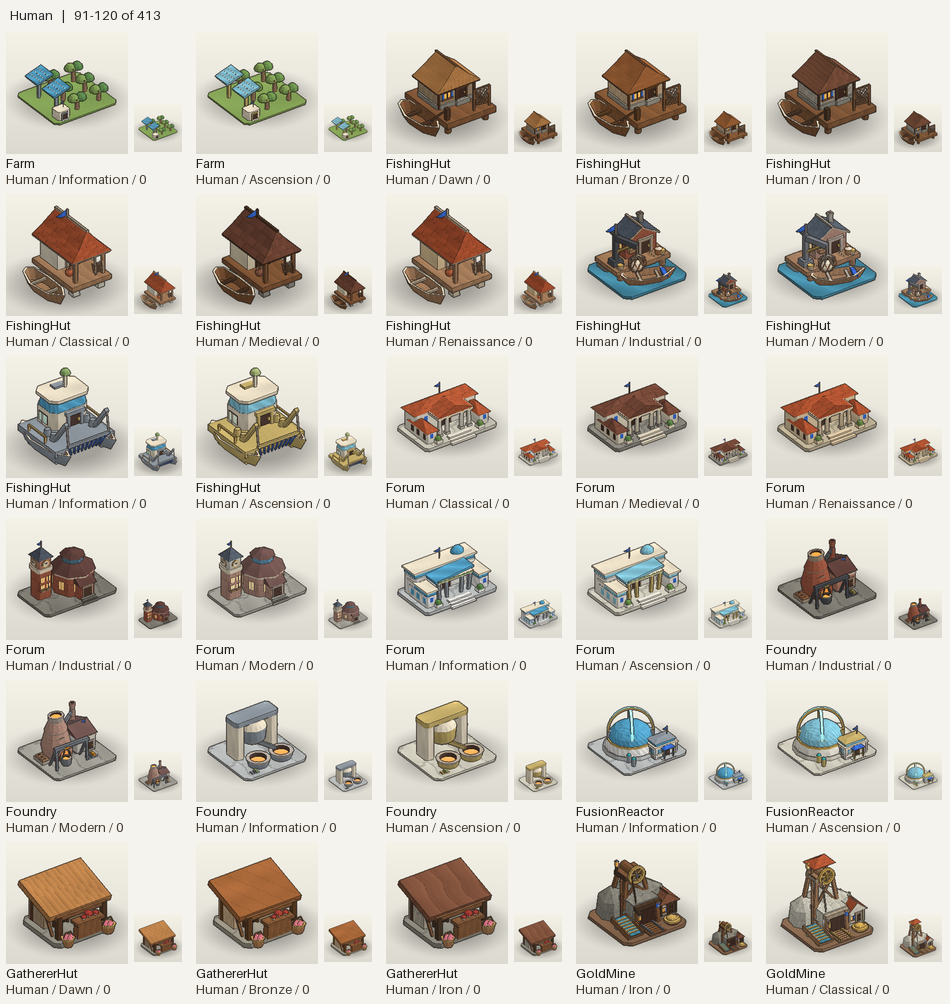 Human | 91-120 of 413
Farm
Human / Information / 0
Farm
Human / Ascension / 0
FishingHut
Human / Dawn / 0
FishingHut
Human / Bronze / 0
FishingHut
Human / Iron / 0
FishingHut
Human / Classical / 0
FishingHut
Human / Medieval / 0
FishingHut
Human / Renaissance / 0
FishingHut
Human / Industrial / 0
FishingHut
Human / Modern / 0
FishingHut
Human / Information / 0
FishingHut
Human / Ascension / 0
Forum
Human / Classical / 0
Forum
Human / Medieval / 0
Forum
Human / Renaissance / 0
Forum
Human / Industrial / 0
Forum
Human / Modern / 0
Forum
Human / Information / 0
Forum
Human / Ascension / 0
Foundry
Human / Industrial / 0
Foundry
Human / Modern / 0
Foundry
Human / Information / 0
Foundry
Human / Ascension / 0
FusionReactor
Human / Information / 0
FusionReactor
Human / Ascension / 0
GathererHut
Human / Dawn / 0
GathererHut
Human / Bronze / 0
GathererHut
Human / Iron / 0
GoldMine
Human / Iron / 0
GoldMine
Human / Classical / 0